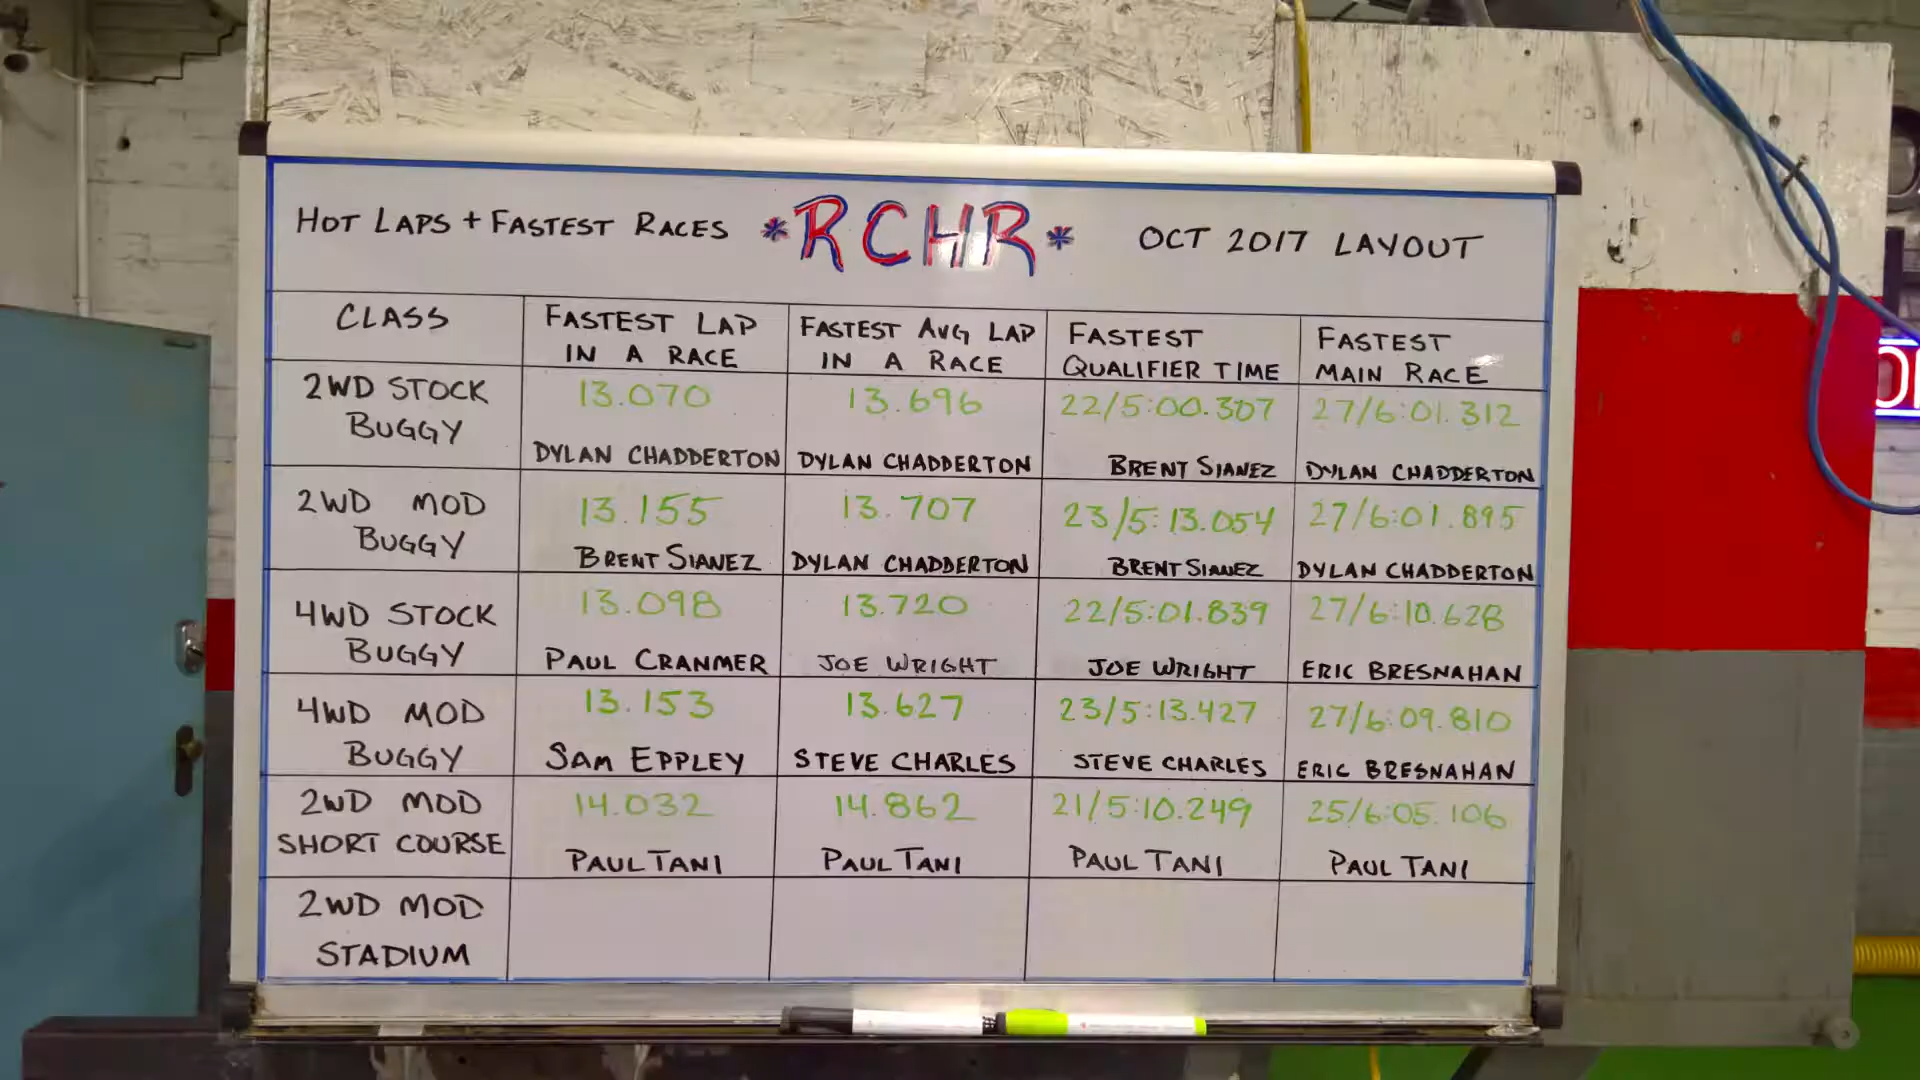 HOT LAPS + FASTEST RACES *RCHR* OCT 2017 LAYOUT
CLASS
FASTEST LAP
IN A RACE
FASTEST AVG LAP
IN A RACE
FASTEST
QUALIFIER TIME
FASTEST
MAIN RACE
2WD STOCK
BUGGY
13.070
DYLAN CHADDERTON
13.696
DYLAN CHADDERTON
22/5:00.307
BRENT SIANEZ
27/6:01.312
DYLAN CHADDERTON
2WD MOD
BUGGY
13.155
BRENT SIANEZ
13.707
DYLAN CHADDERTON
23/5:13.054
BRENT SIANEZ
27/6:01.895
DYLAN CHADDERTON
4WD STOCK
BUGGY
13.098
PAUL CRANMER
13.720
JOE WRIGHT
22/5:01.839
JOE WRIGHT
27/6:10.628
ERIC BRESNAHAN
4WD MOD
BUGGY
13.153
SAM EPPLEY
13.627
STEVE CHARLES
23/5:13.427
STEVE CHARLES
27/6:09.810
ERIC BRESNAHAN
2WD MOD
SHORT COURSE
14.032
PAUL TANI
14.862
PAUL TANI
21/5:10.249
PAUL TANI
25/6:05.106
PAUL TANI
2WD MOD
STADIUM